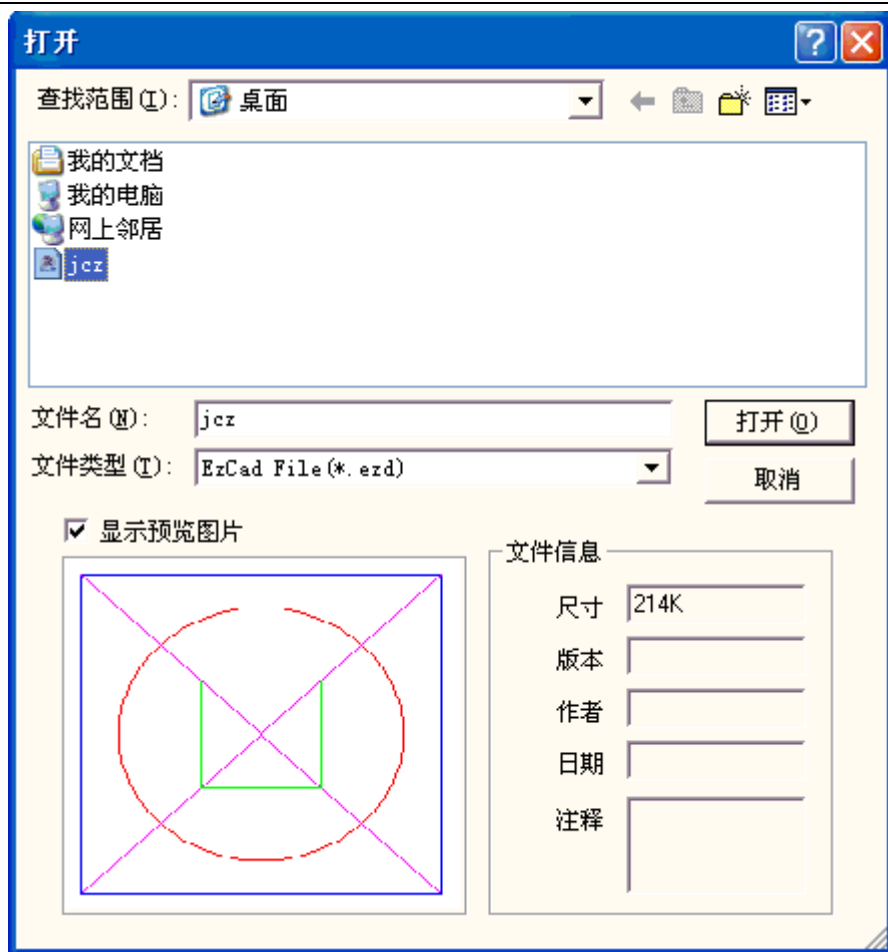 打开
查找范围(I): 桌面
我的文档
我的电脑
网上邻居
jcz
文件名(N): jcz 打开(O)
文件类型(T): EzCad File(*.ezd) 取消
显示预览图片
文件信息
尺寸 214K
版本
作者
日期
注释